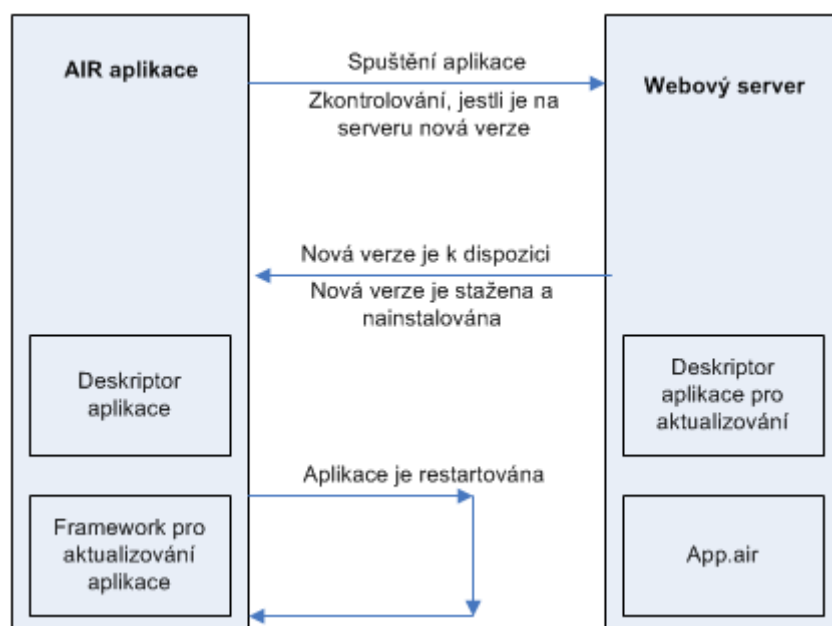 AIR aplikace
Spuštění aplikace
Zkontrolování, jestli je na
serveru nová verze
Webový server
Nová verze je k dispozici
Nová verze je stažena a
nainstalována
Deskriptor
aplikace
Deskriptor
aplikace pro
aktualizování
Aplikace je restartována
Framework pro
aktualizování
aplikace
App.air